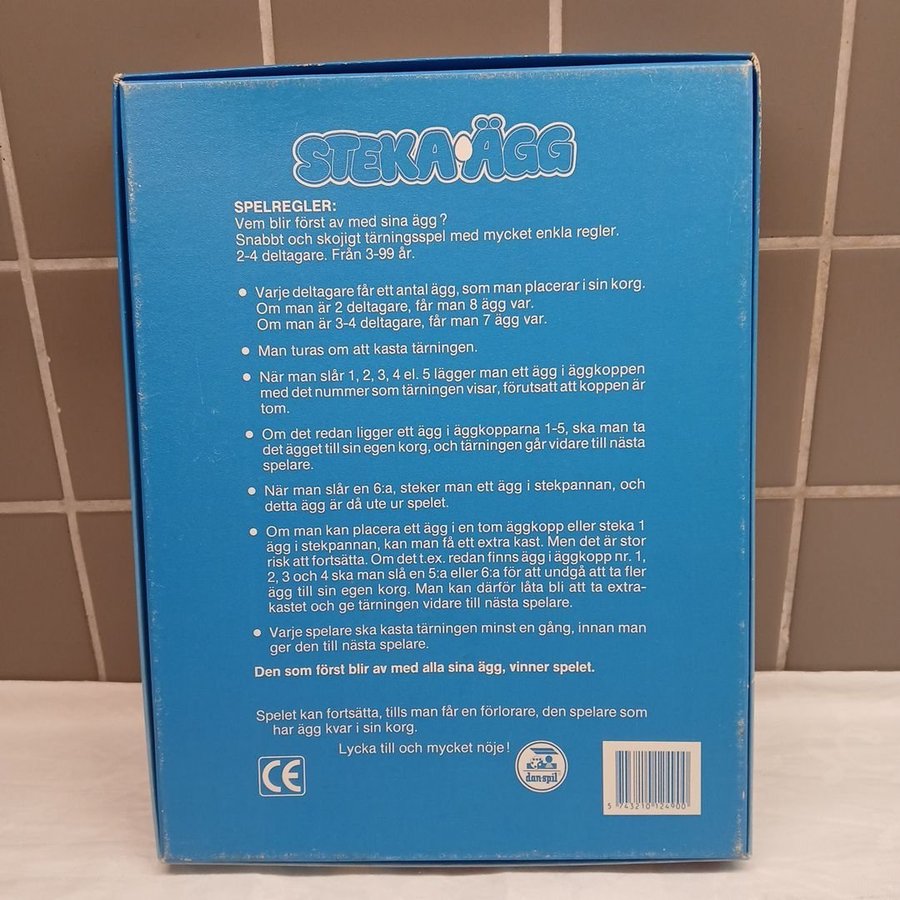 STEKA ÄGG
SPELREGLER:
Vem blir först av med sina ägg ?
Snabbt och skojigt tärningsspel med mycket enkla regler.
2-4 deltagare. Från 3-99 år.
• Varje deltagare får ett antal ägg, som man placerar i sin korg.
Om man är 2 deltagare, får man 8 ägg var.
Om man är 3-4 deltagare, får man 7 ägg var.
• Man turas om att kasta tärningen.
• När man slår 1, 2, 3, 4 el. 5 lägger man ett ägg i äggkoppen
med det nummer som tärningen visar, förutsatt att koppen är
tom.
• Om det redan ligger ett ägg i äggkopparna 1-5, ska man ta
det ägget till sin egen korg, och tärningen går vidare till nästa
spelare.
• När man slår en 6:a, steker man ett ägg i stekpannan, och
detta ägg är då ute ur spelet.
• Om man kan placera ett ägg i en tom äggkopp eller steka 1
ägg i stekpannan, kan man få ett extra kast. Men det är stor
risk att fortsätta. Om det t.ex. redan finns ägg i äggkopp nr. 1,
2, 3 och 4 ska man slå en 5:a eller 6:a för att undgå att ta fler
ägg till sin egen korg. Man kan därför låta bli att ta extra-
kastet och ge tärningen vidare till nästa spelare.
• Varje spelare ska kasta tärningen minst en gång, innan man
ger den till nästa spelare.
Den som först blir av med alla sina ägg, vinner spelet.
Spelet kan fortsätta, tills man får en förlorare, den spelare som
har ägg kvar i sin korg.
Lycka till och mycket nöje !
CE
dan-spil
5 743210 12400